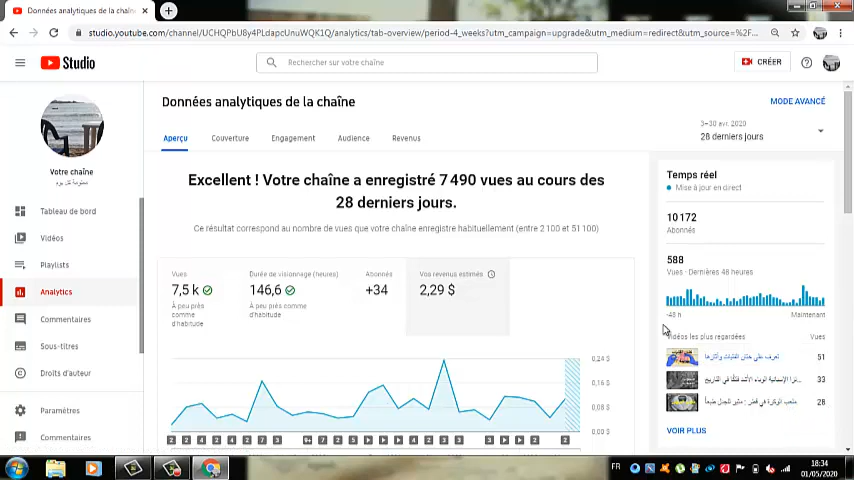 Données analytiques de la chaîne
studio.youtube.com/channel/UCHQPbU8y4PLdapcUnuWQK1Q/analytics/tab-overview/period-4_weeks?utm_campaign=upgrade&utm_medium=redirect&utm_source=%2F...
Studio
Rechercher sur votre chaîne
CRÉER
Votre chaîne
Tableau de bord
Vidéos
Playlists
Analytics
Commentaires
Sous-titres
Droits d'auteur
Paramètres
Commentaires
Données analytiques de la chaîne
MODE AVANCÉ
Aperçu
Couverture
Engagement
Audience
Revenus
3–30 avr. 2020
28 derniers jours
Excellent ! Votre chaîne a enregistré 7 490 vues au cours des
28 derniers jours.
Ce résultat correspond au nombre de vues que votre chaîne enregistre habituellement (entre 2 100 et 51 100)
Vues
7,5 k
À peu près
comme
d'habitude
Durée de visionnage (heures)
146,6
À peu près comme
d'habitude
Abonnés
+34
Vos revenus estimés
2,29 $
0,24 $
0,16 $
0,08 $
0,00 $
Temps réel
Mise à jour en direct
10 172
Abonnés
588
Vues · Dernières 48 heures
-48 h
Maintenant
Vidéos les plus regardées
Vues
51
33
28
VOIR PLUS
FR
18:34
01/05/2020